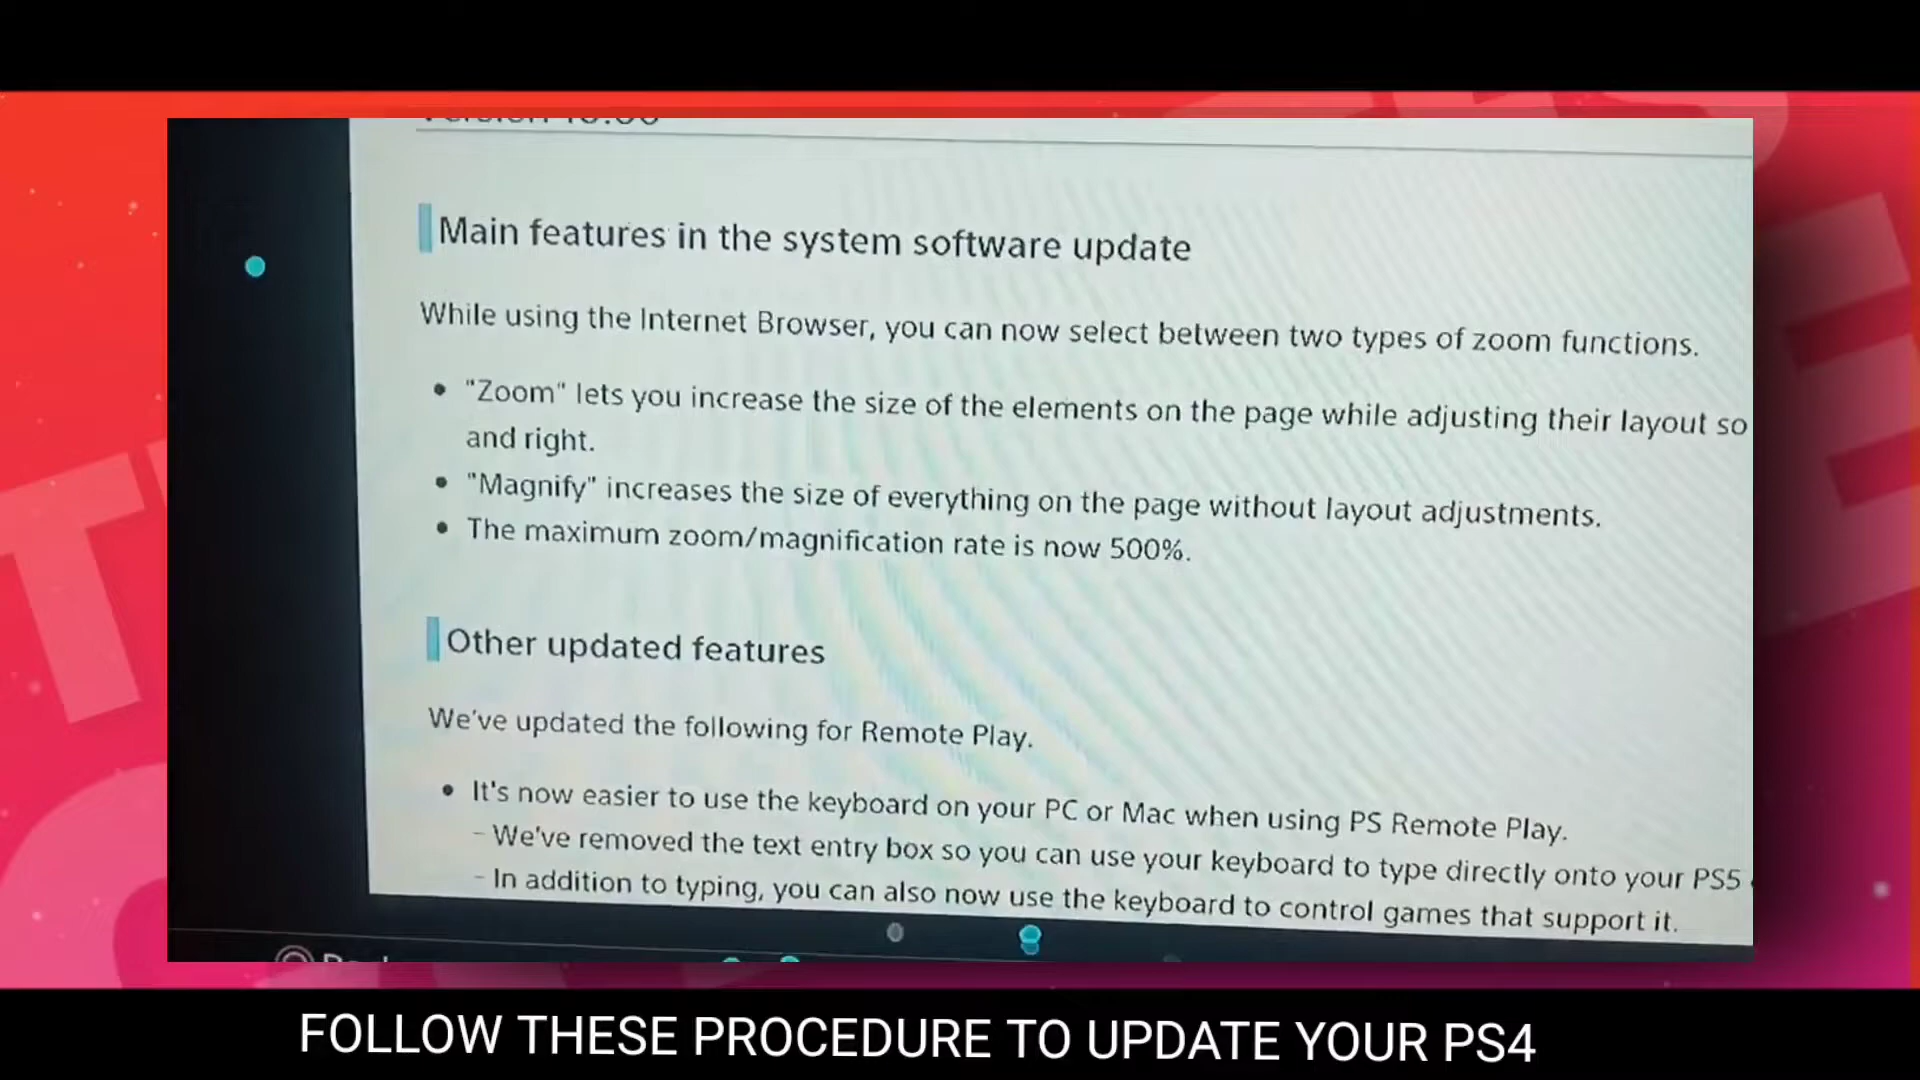 Main features in the system software update
While using the Internet Browser, you can now select between two types of zoom functions.
• "Zoom" lets you increase the size of the elements on the page while adjusting their layout so
and right.
• "Magnify" increases the size of everything on the page without layout adjustments.
• The maximum zoom/magnification rate is now 500%.
Other updated features
We've updated the following for Remote Play.
• It's now easier to use the keyboard on your PC or Mac when using PS Remote Play.
– We've removed the text entry box so you can use your keyboard to type directly onto your PS5
– In addition to typing, you can also now use the keyboard to control games that support it.
FOLLOW THESE PROCEDURE TO UPDATE YOUR PS4